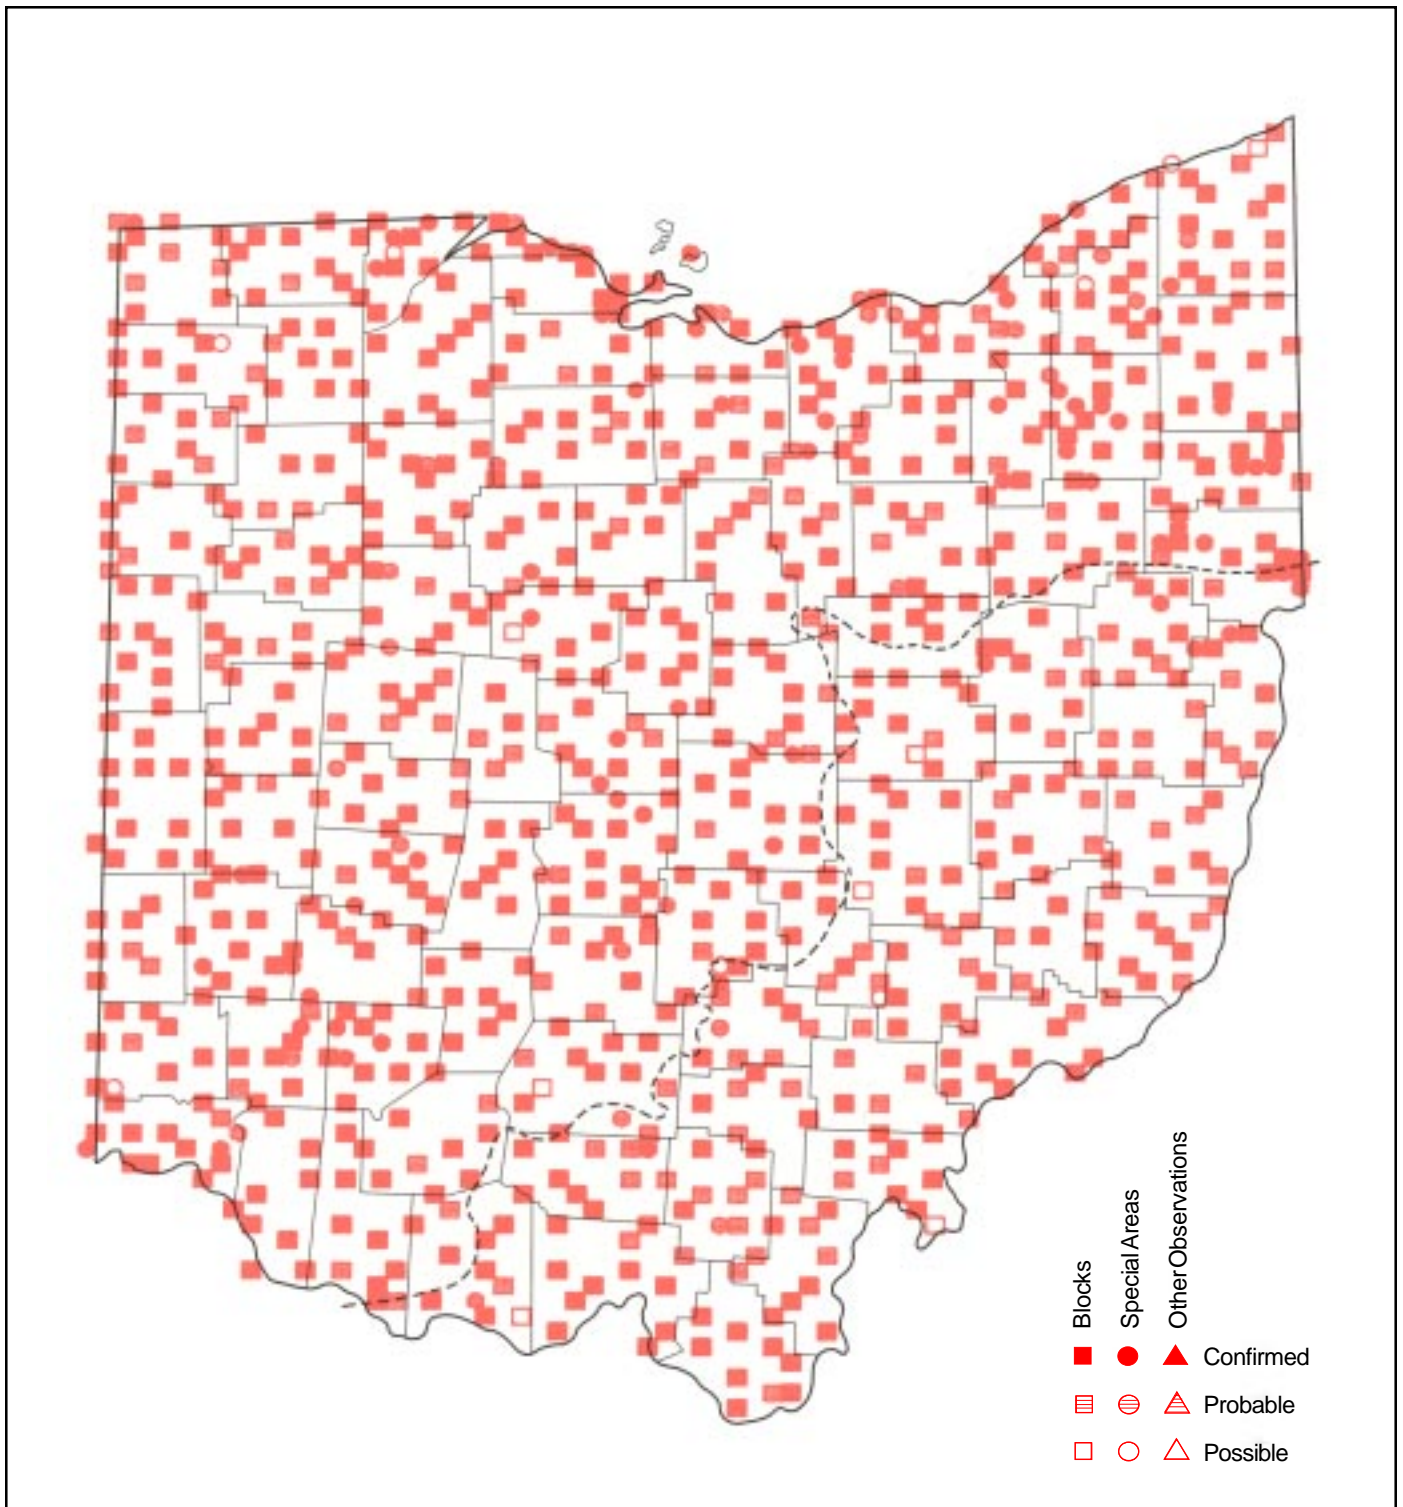 Blocks
Special Areas
Other Observations
Confirmed
Probable
Possible